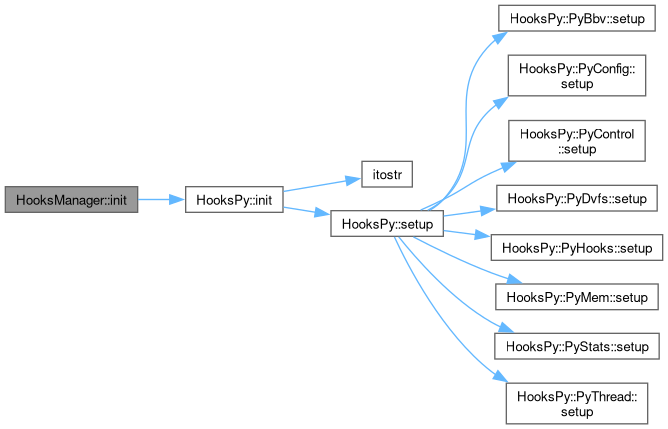 HooksManager::init
HooksPy::init
itostr
HooksPy::setup
HooksPy::PyBbv::setup
HooksPy::PyConfig::
setup
HooksPy::PyControl
::setup
HooksPy::PyDvfs::setup
HooksPy::PyHooks::setup
HooksPy::PyMem::setup
HooksPy::PyStats::setup
HooksPy::PyThread::
setup